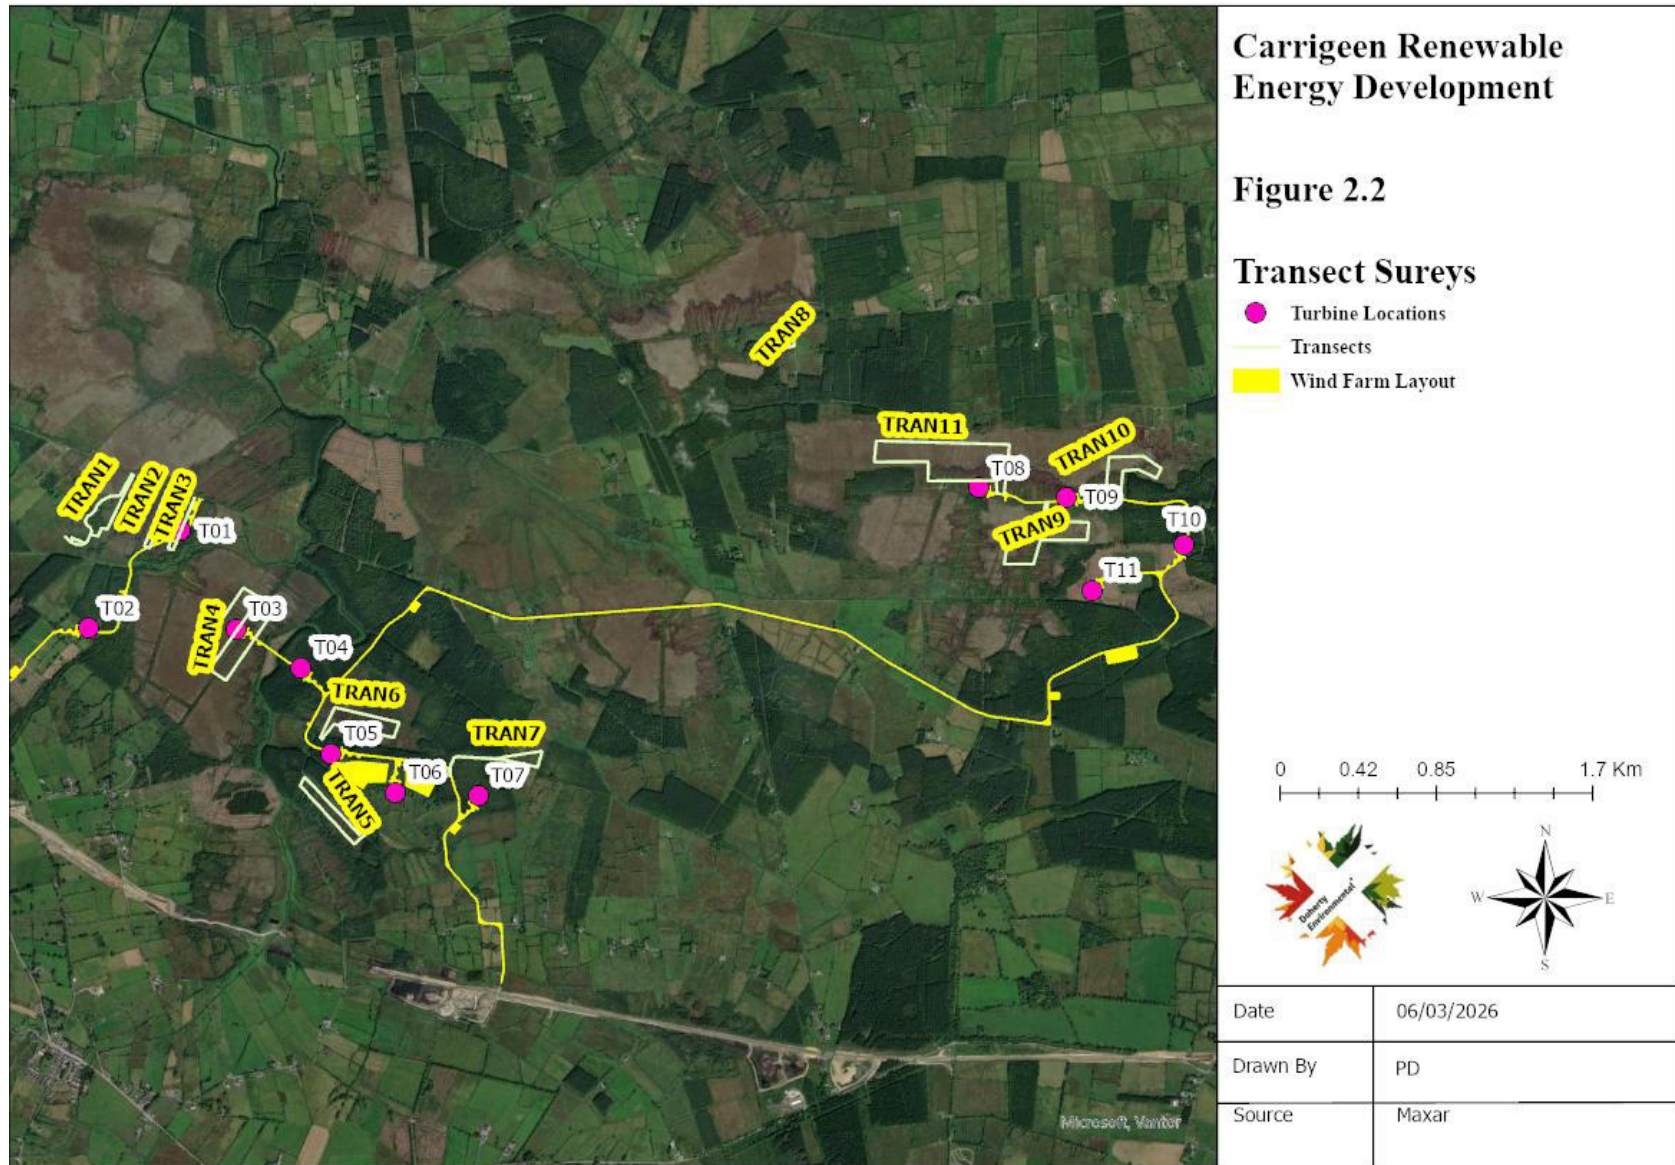 Carrigeen Renewable
Energy Development
Figure 2.2
Transect Sureys
Turbine Locations
Transects
Wind Farm Layout
TRAN8
TRAN11
TRAN10
T08
T09
TRAN9
T10
T11
TRAN1
TRAN2
TRAN3
T01
T02
TRAN4
T03
T04
TRAN6
T05
TRAN7
T06
T07
TRAN5
0 0.42 0.85 1.7 Km
Doherty
Environmental
N
W E
S
Date 06/03/2026
Drawn By PD
Source Maxar
Microsoft, Vantor